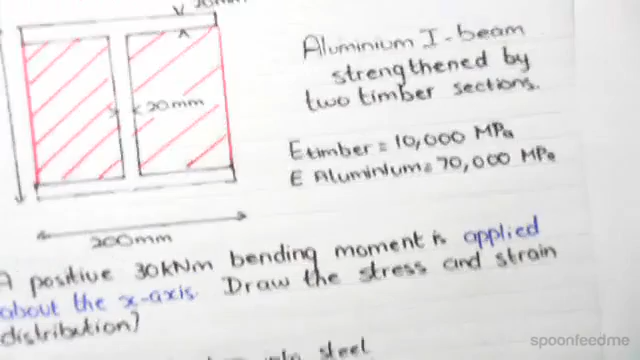 20mm
Aluminium I-beam
strengthened by
two timber sections.
E timber = 10,000 MPa
E Aluminium = 70,000 MPa
200mm
A positive 30kNm bending moment is applied
about the x-axis. Draw the stress and strain
distribution?
steel
spoonfeedme